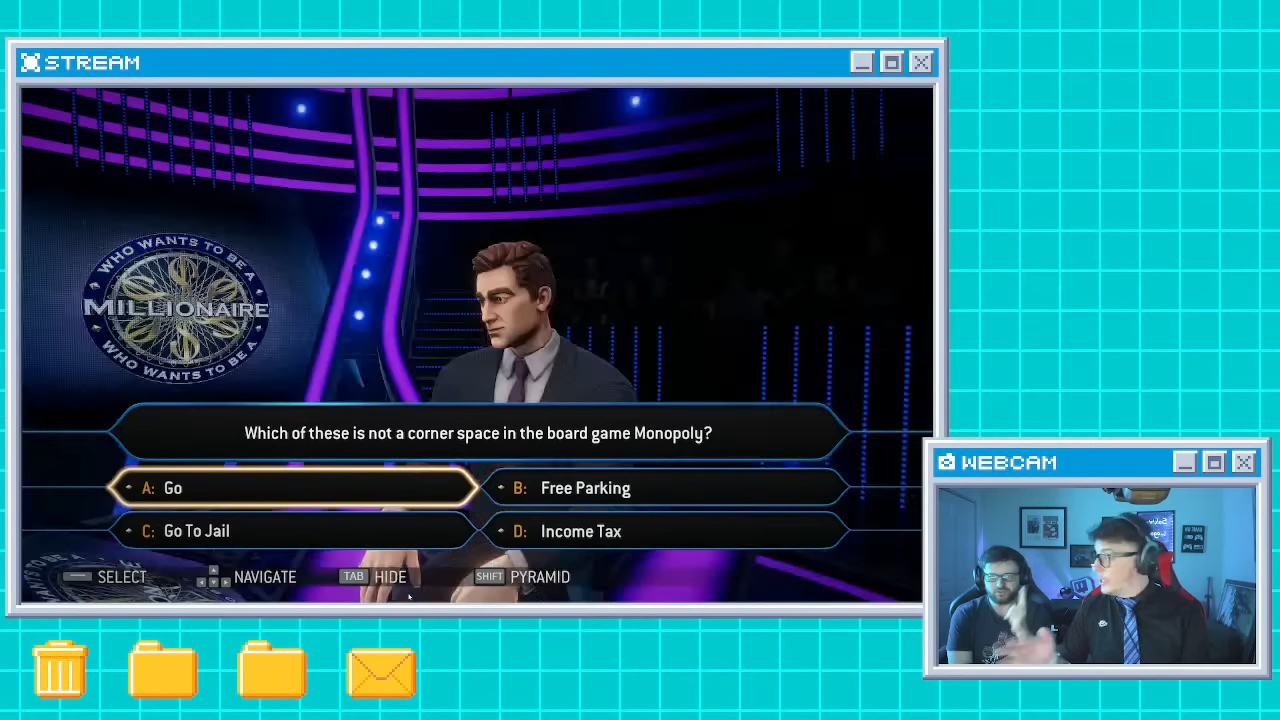 STREAM
WHO WANTS TO BE A
MILLIONAIRE
WHO WANTS TO BE A
Which of these is not a corner space in the board game Monopoly?
A: Go
B: Free Parking
C: Go To Jail
D: Income Tax
SELECT
NAVIGATE
TAB HIDE
SHIFT PYRAMID
WEBCAM